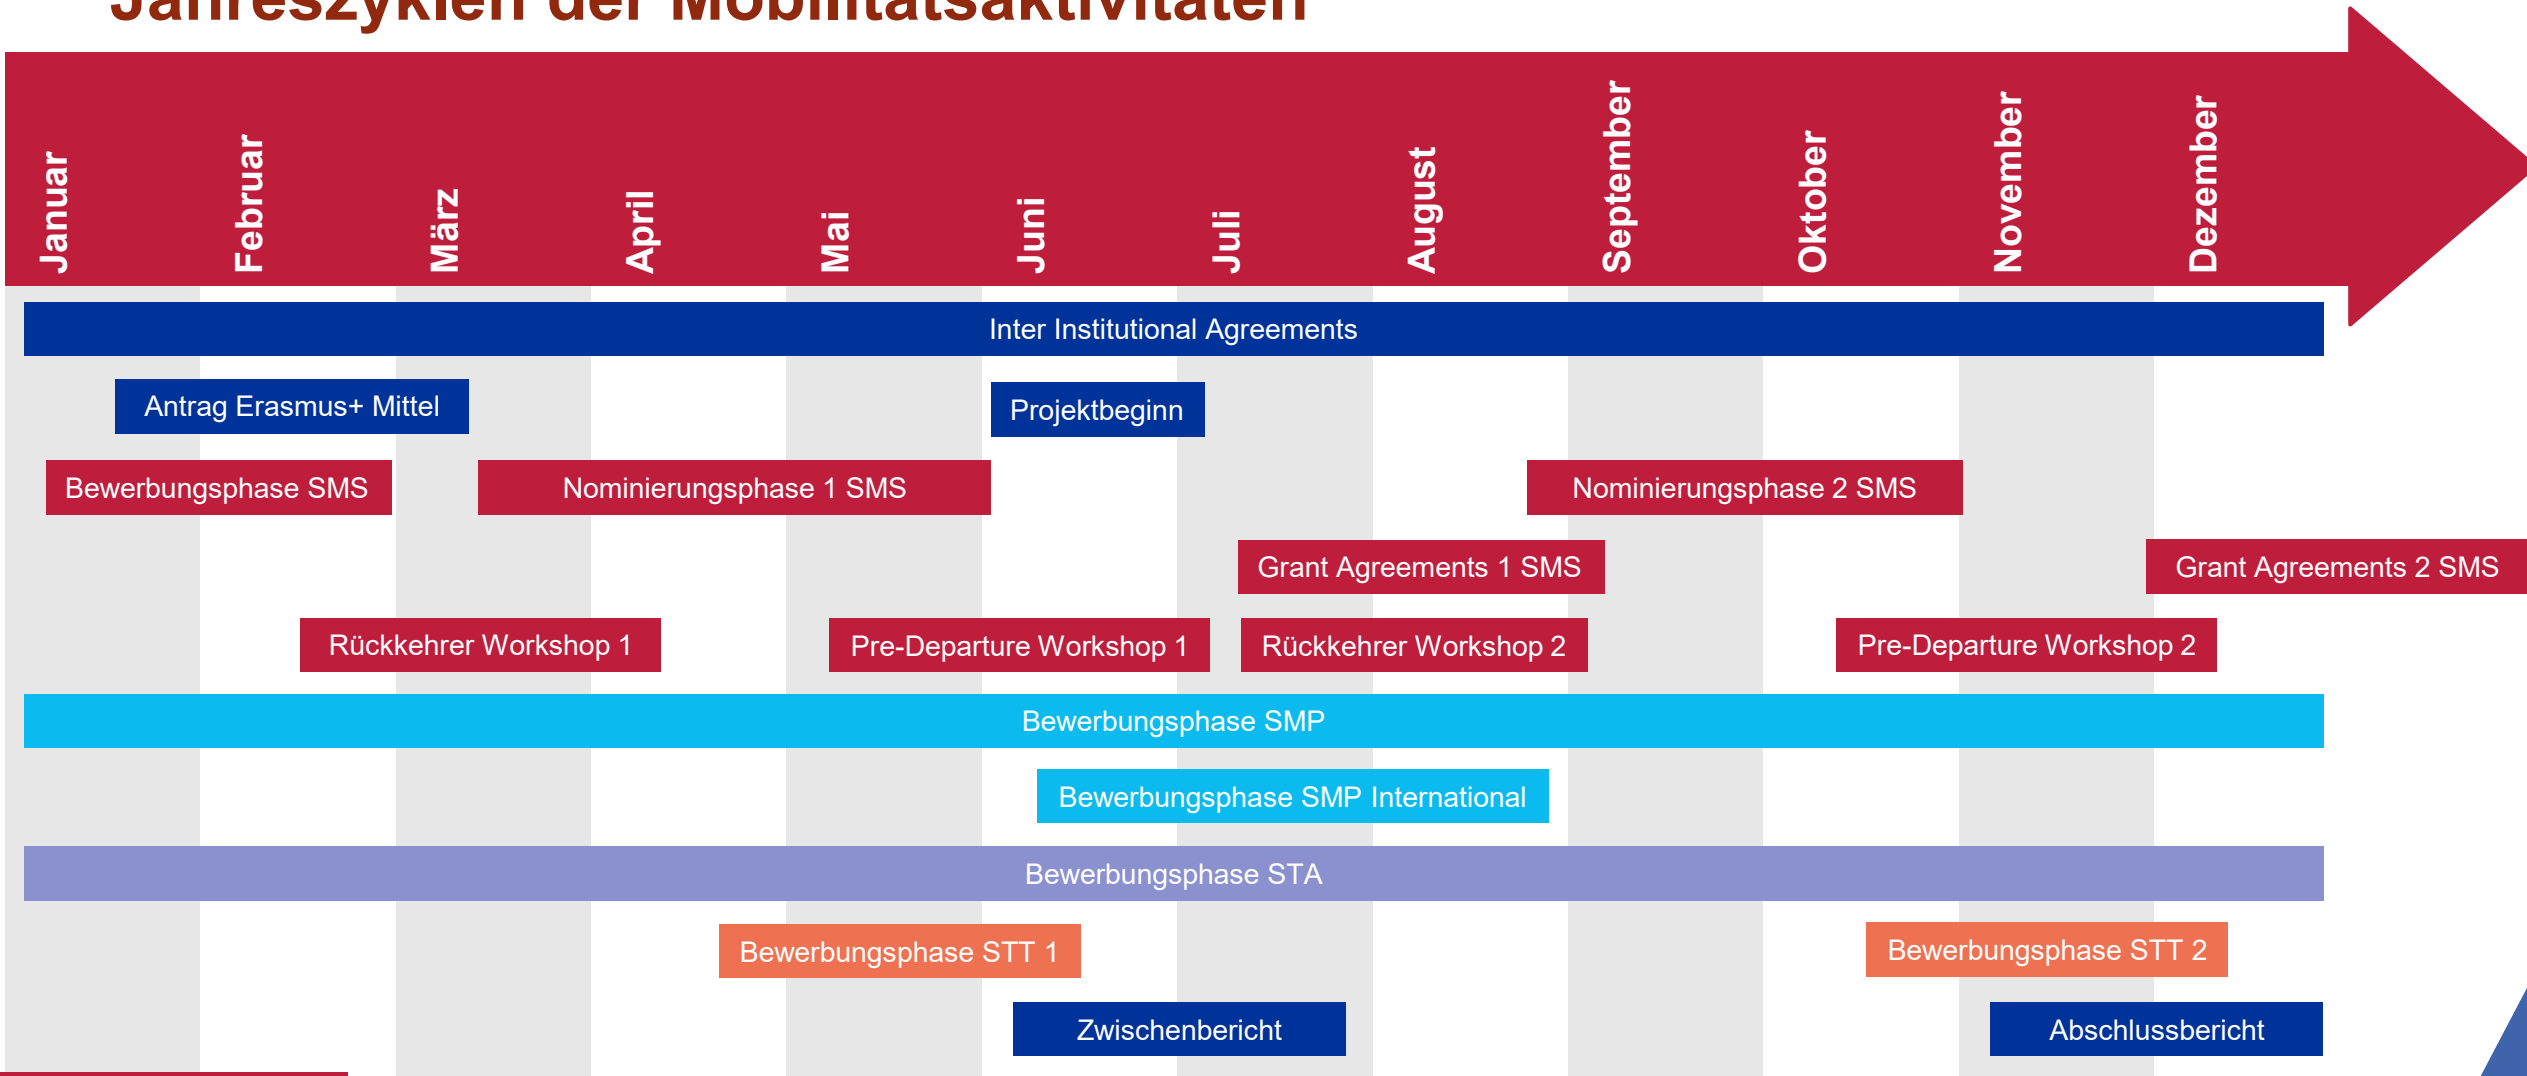 Jahreszyklen der Mobilitätsaktivitäten
Januar
Februar
März
April
Mai
Juni
Juli
August
September
Oktober
November
Dezember
Inter Institutional Agreements
Antrag Erasmus+ Mittel
Projektbeginn
Bewerbungsphase SMS
Nominierungsphase 1 SMS
Nominierungsphase 2 SMS
Grant Agreements 1 SMS
Grant Agreements 2 SMS
Rückkehrer Workshop 1
Pre-Departure Workshop 1
Rückkehrer Workshop 2
Pre-Departure Workshop 2
Bewerbungsphase SMP
Bewerbungsphase SMP International
Bewerbungsphase STA
Bewerbungsphase STT 1
Bewerbungsphase STT 2
Zwischenbericht
Abschlussbericht